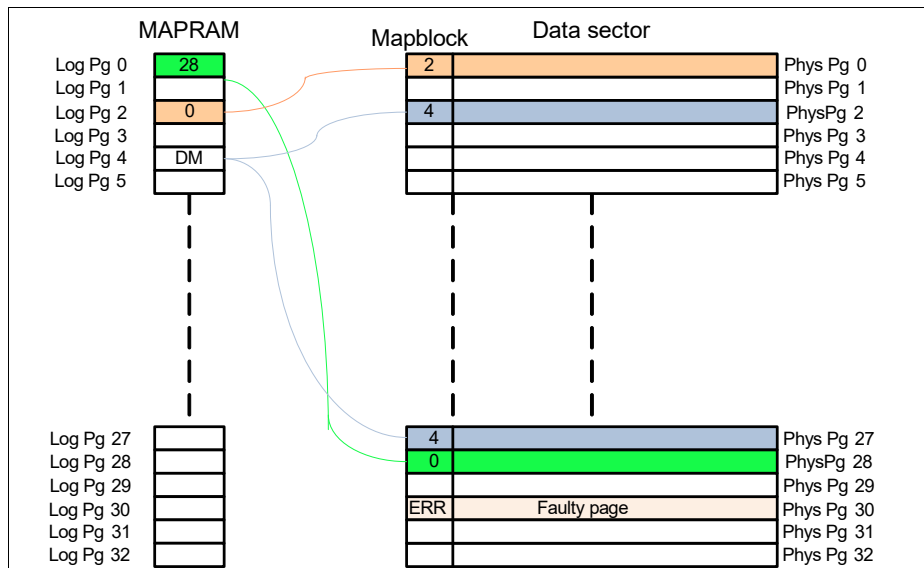 MAPRAM Mapblock Data sector
Log Pg 0 28 2 Phys Pg 0
Log Pg 1 Phys Pg 1
Log Pg 2 0 4 PhysPg 2
Log Pg 3 Phys Pg 3
Log Pg 4 DM Phys Pg 4
Log Pg 5 Phys Pg 5
Log Pg 27 4 Phys Pg 27
Log Pg 28 0 PhysPg 28
Log Pg 29 Phys Pg 29
Log Pg 30 ERR Faulty page Phys Pg 30
Log Pg 31 Phys Pg 31
Log Pg 32 Phys Pg 32